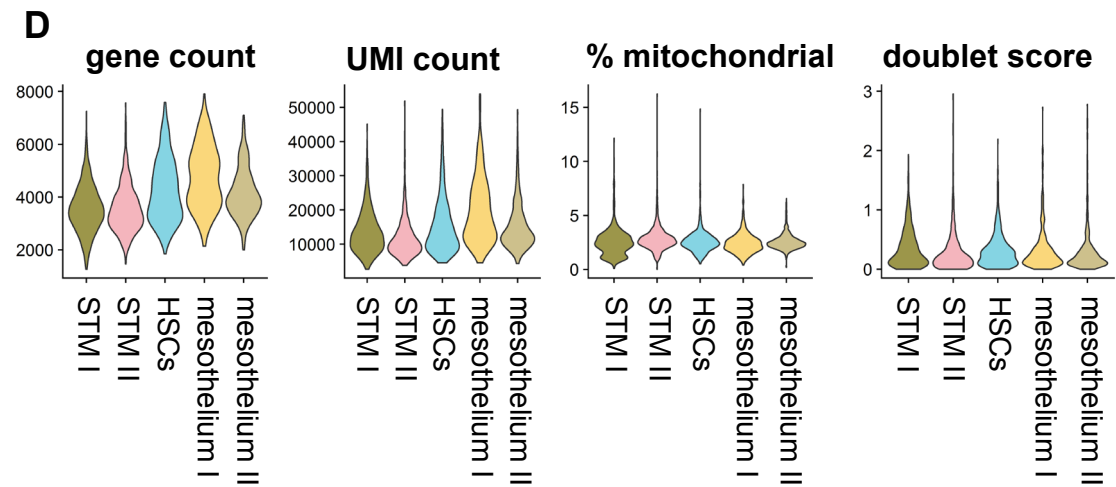 D
gene count
UMI count
% mitochondrial
doublet score
8000
6000
4000
2000
50000
40000
30000
20000
10000
15
10
5
0
3
2
1
0
STM I
STM II
HSCs
mesothelium I
mesothelium II
STM I
STM II
HSCs
mesothelium I
mesothelium II
STM I
STM II
HSCs
mesothelium I
mesothelium II
STM I
STM II
HSCs
mesothelium I
mesothelium II